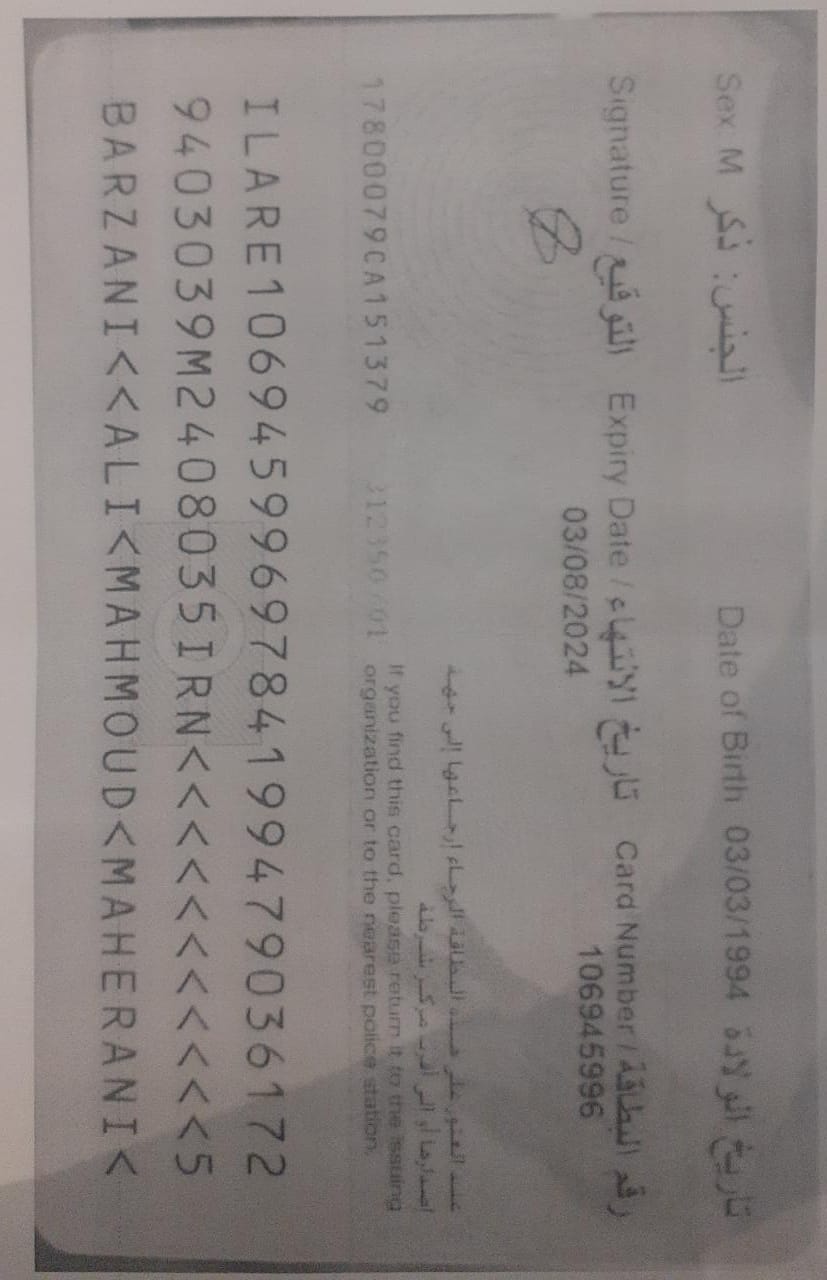 Sex: M الجنس: ذكر Date of Birth 03/03/1994 تاريخ الولادة
Signature / التوقيع Expiry Date / تاريخ الانتهاء Card Number / رقم البطاقة
03/08/2024 106945996
عند العثور على هذه البطاقة الرجاء إرجاعها إلى جهة
اصدارها أو الى أقرب مركز شرطة
If you find this card, please return it to the issuing
organization or to the nearest police station.
17800079CA151379
ILARE1069459969784199479036172
9403039M2408035IRN<<<<<<<<<<<5
BARZANI<<ALI<MAHMOUD<MAHERANI<